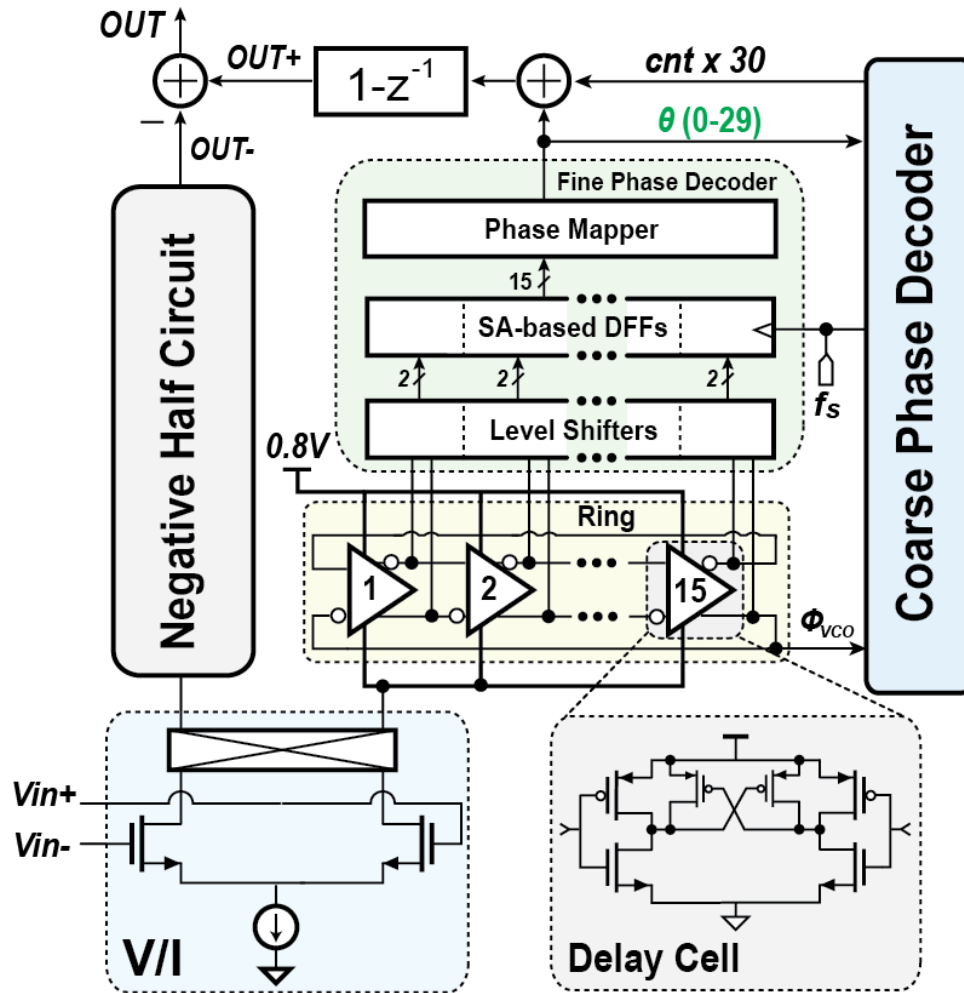 OUT
OUT+
1-z⁻¹
cnt x 30
θ (0-29)
–
OUT-
Fine Phase Decoder
Phase Mapper
15
SA-based DFFs
2
2
2
fs
Level Shifters
0.8V
Ring
1
2
15
ΦVCO
Negative Half Circuit
Coarse Phase Decoder
Vin+
Vin-
V/I
Delay Cell